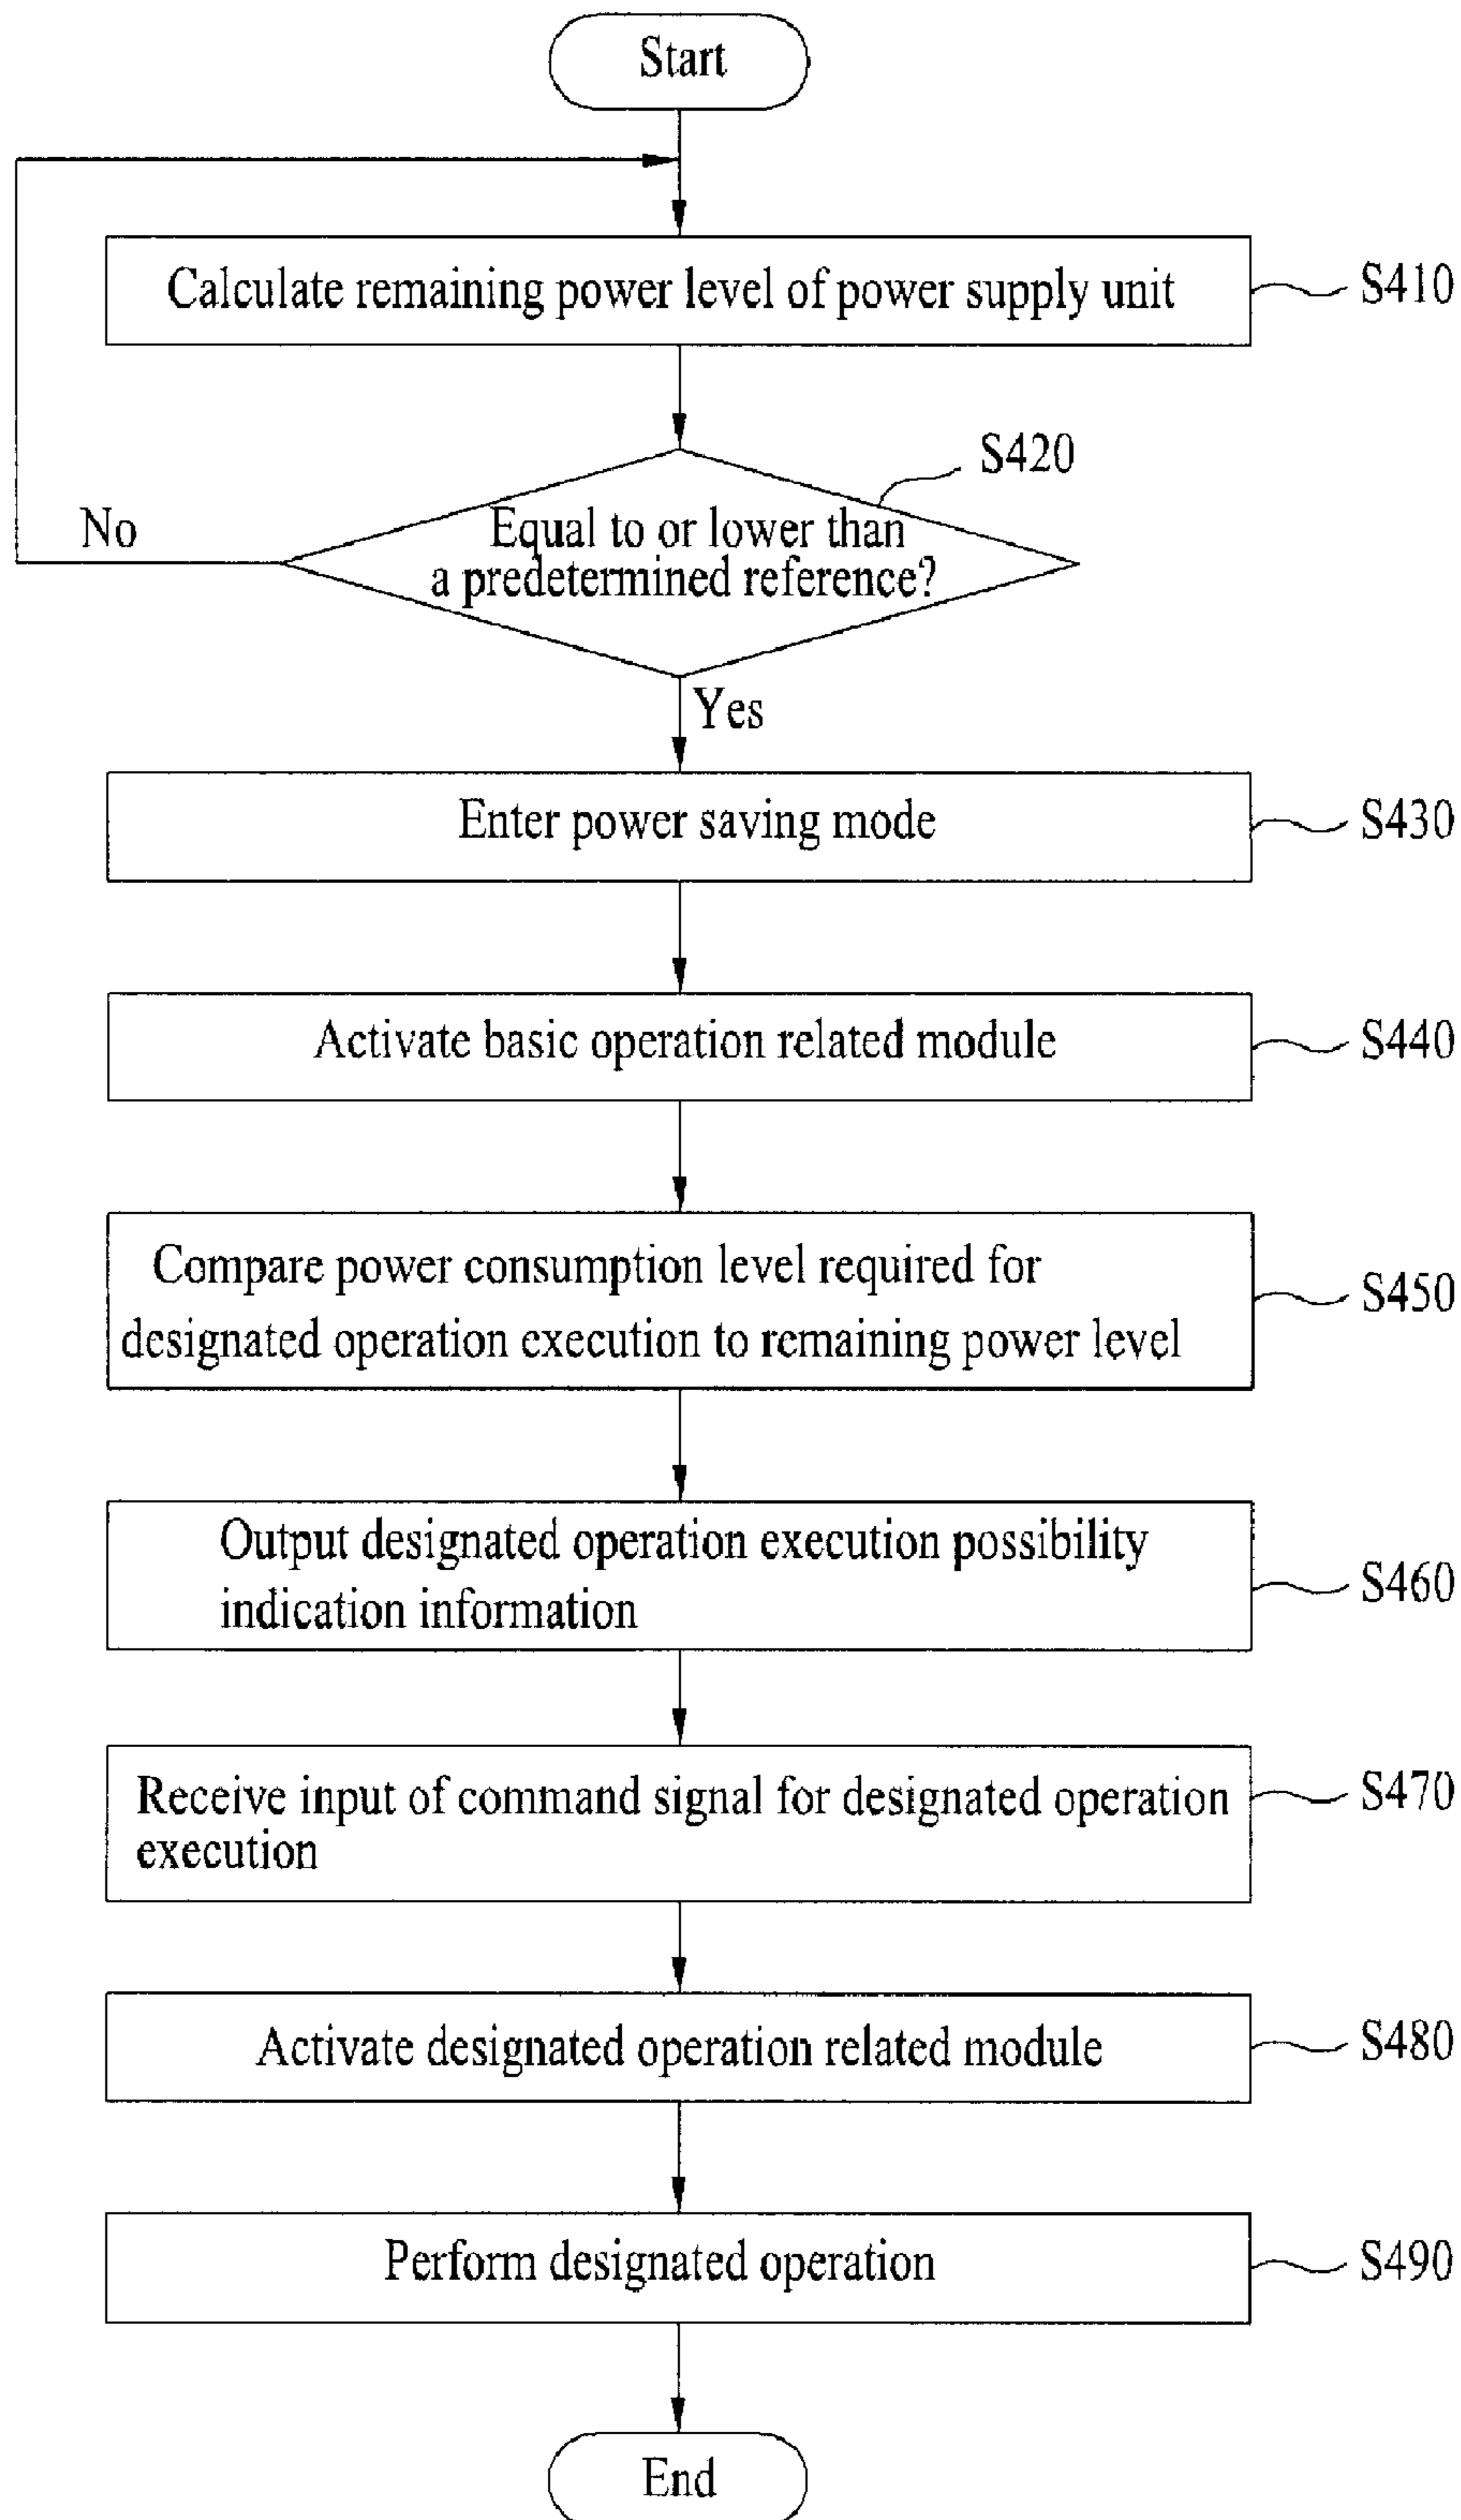 Start
Calculate remaining power level of power supply unit
S410
S420
Equal to or lower than
a predetermined reference?
No
Yes
Enter power saving mode
S430
Activate basic operation related module
S440
Compare power consumption level required for
designated operation execution to remaining power level
S450
Output designated operation execution possibility
indication information
S460
Receive input of command signal for designated operation
execution
S470
Activate designated operation related module
S480
Perform designated operation
S490
End